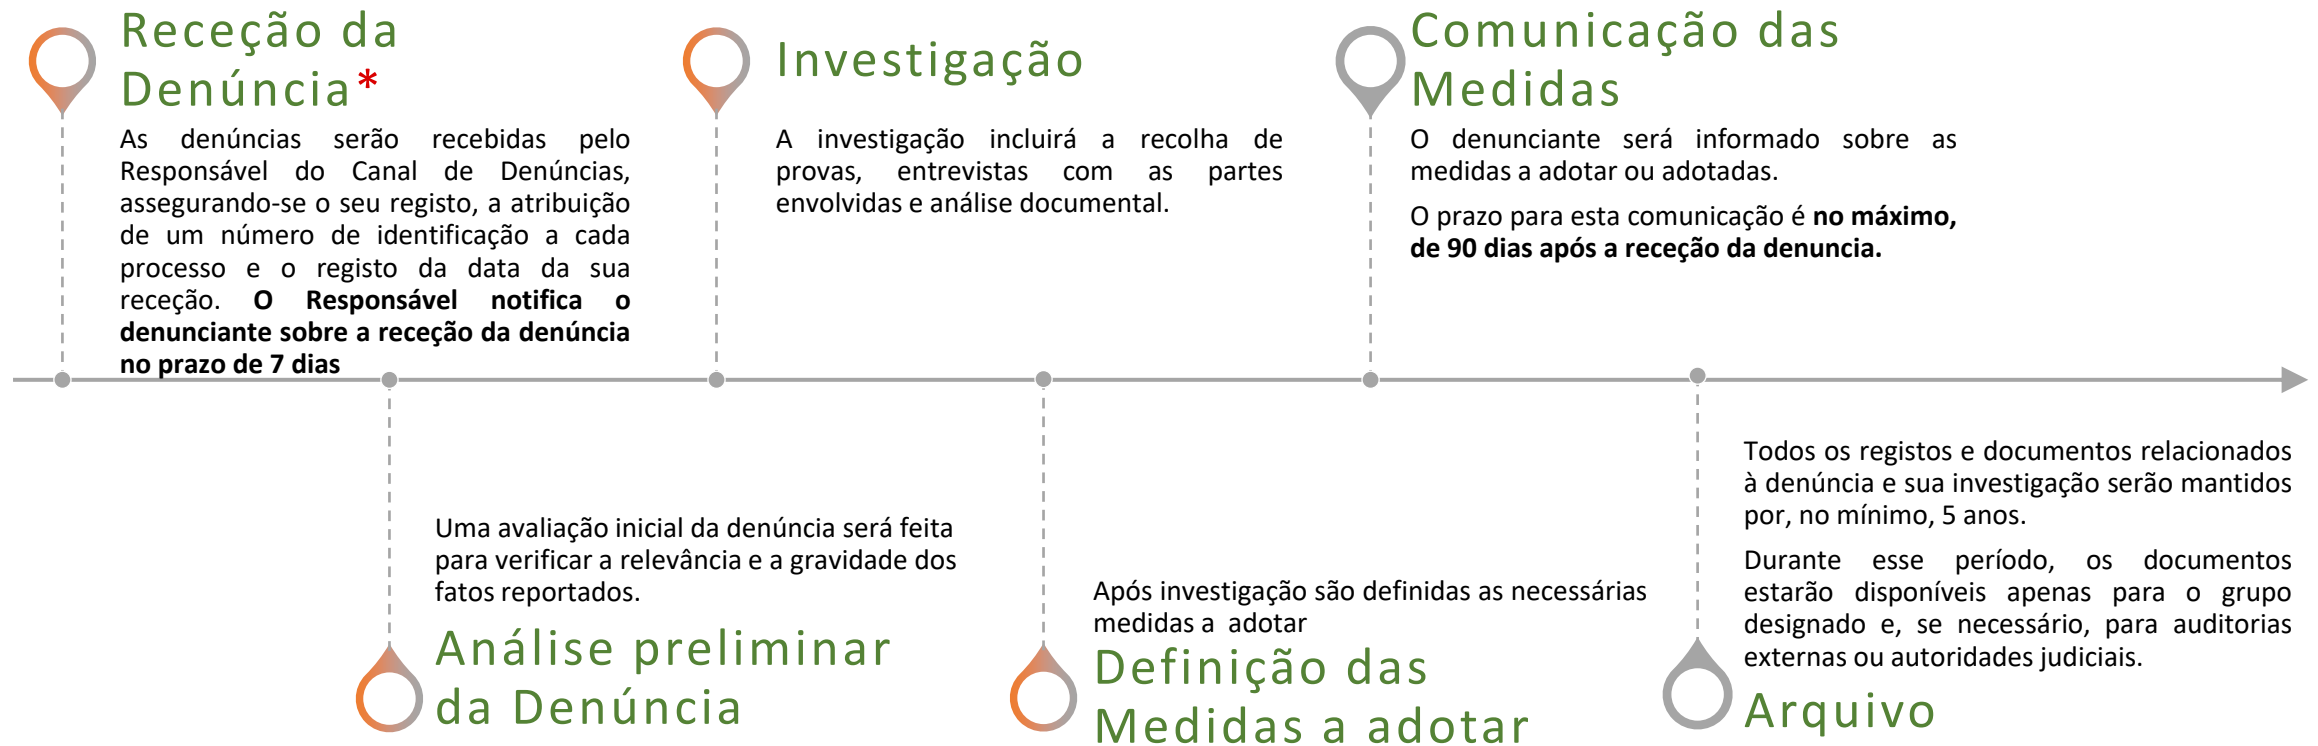 Receção da
Denúncia*
As denúncias serão recebidas pelo
Responsável do Canal de Denúncias,
assegurando-se o seu registo, a atribuição
de um número de identificação a cada
processo e o registo da data da sua
receção. O Responsável notifica o
denunciante sobre a receção da denúncia
no prazo de 7 dias
Uma avaliação inicial da denúncia será feita
para verificar a relevância e a gravidade dos
fatos reportados.
Análise preliminar
da Denúncia
Investigação
A investigação incluirá a recolha de
provas, entrevistas com as partes
envolvidas e análise documental.
Após investigação são definidas as necessárias
medidas a adotar
Definição das
Medidas a adotar
Comunicação das
Medidas
O denunciante será informado sobre as
medidas a adotar ou adotadas.
O prazo para esta comunicação é no máximo,
de 90 dias após a receção da denuncia.
Todos os registos e documentos relacionados
à denúncia e sua investigação serão mantidos
por, no mínimo, 5 anos.
Durante esse período, os documentos
estarão disponíveis apenas para o grupo
designado e, se necessário, para auditorias
externas ou autoridades judiciais.
Arquivo